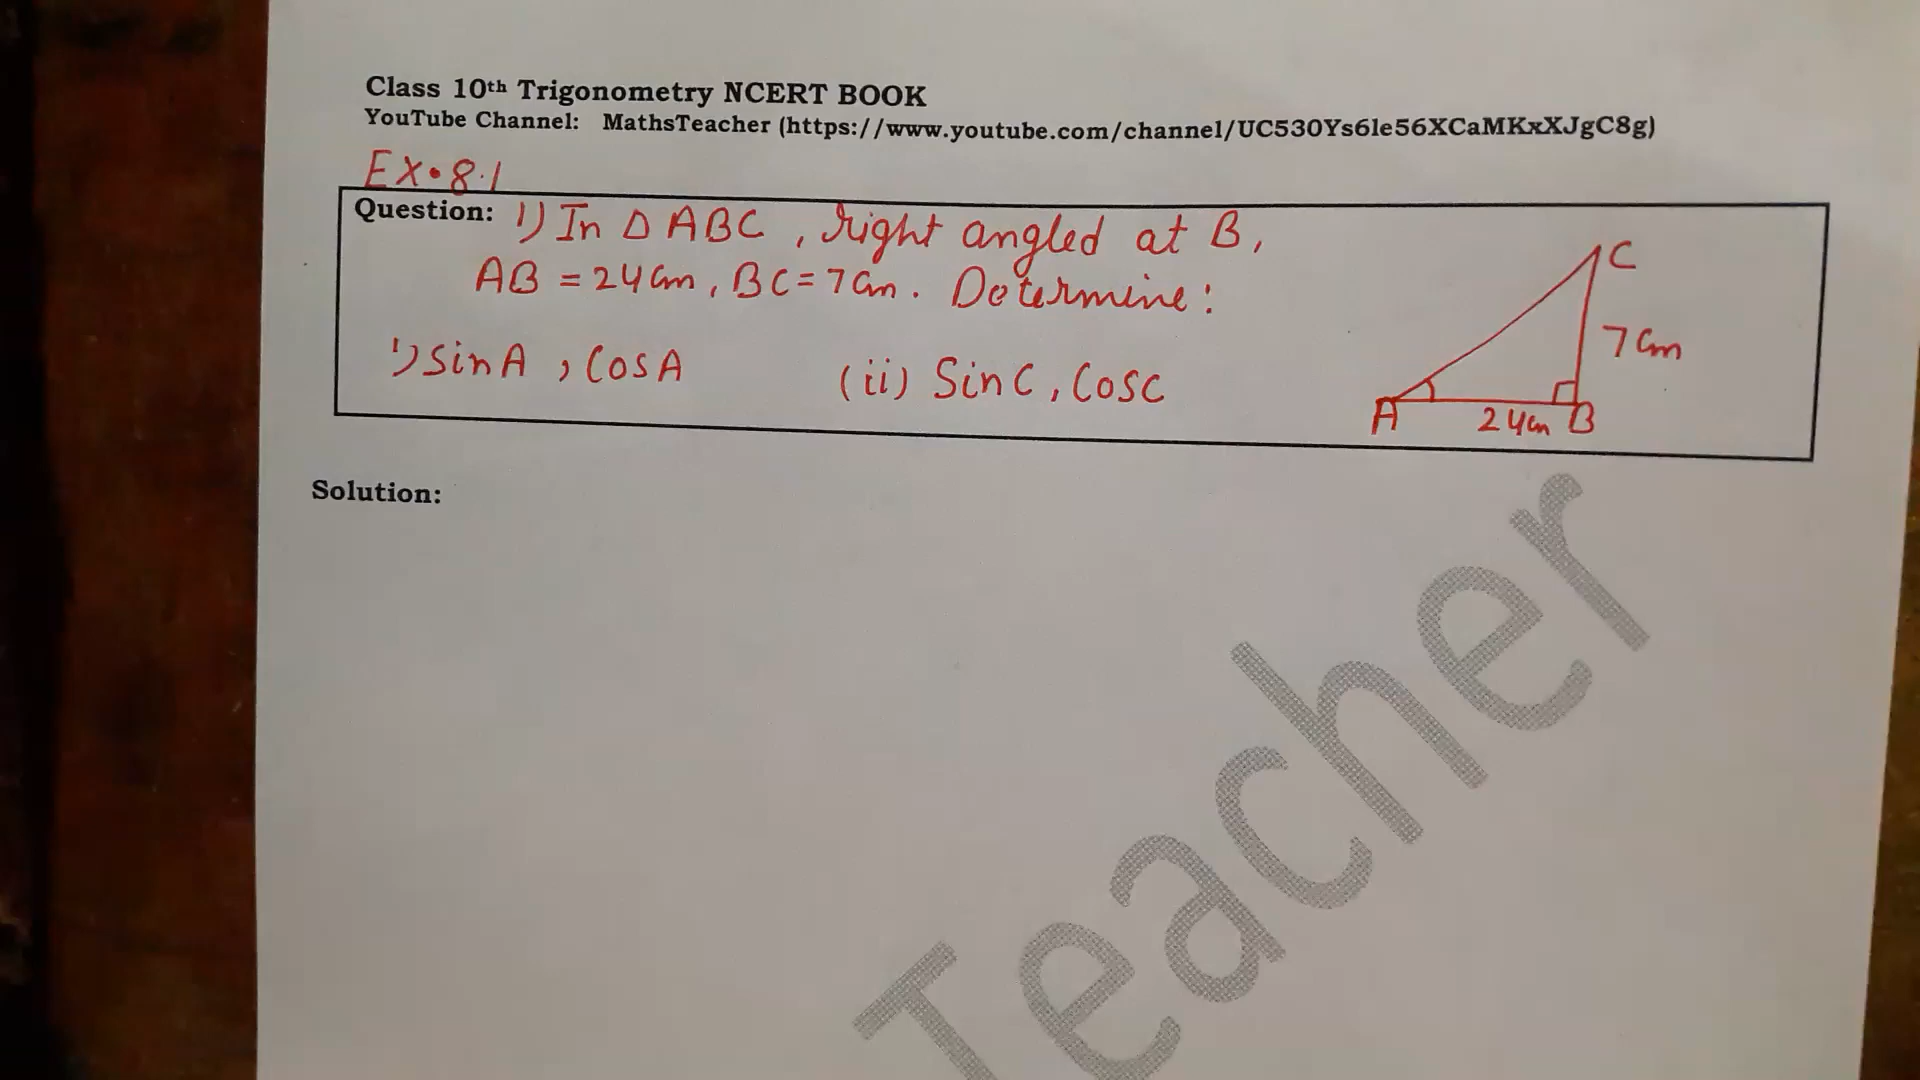 Class 10th Trigonometry NCERT BOOK
YouTube Channel: MathsTeacher (https://www.youtube.com/channel/UC530Ys6le56XCaMKxXJgC8g)
Ex. 8.1
Question: 1) In Δ ABC, right angled at B,
AB = 24cm, BC = 7cm. Determine:
i) sin A, cos A (ii) Sin C, Cos C
C
7cm
A 24cm B
Solution:
Teacher